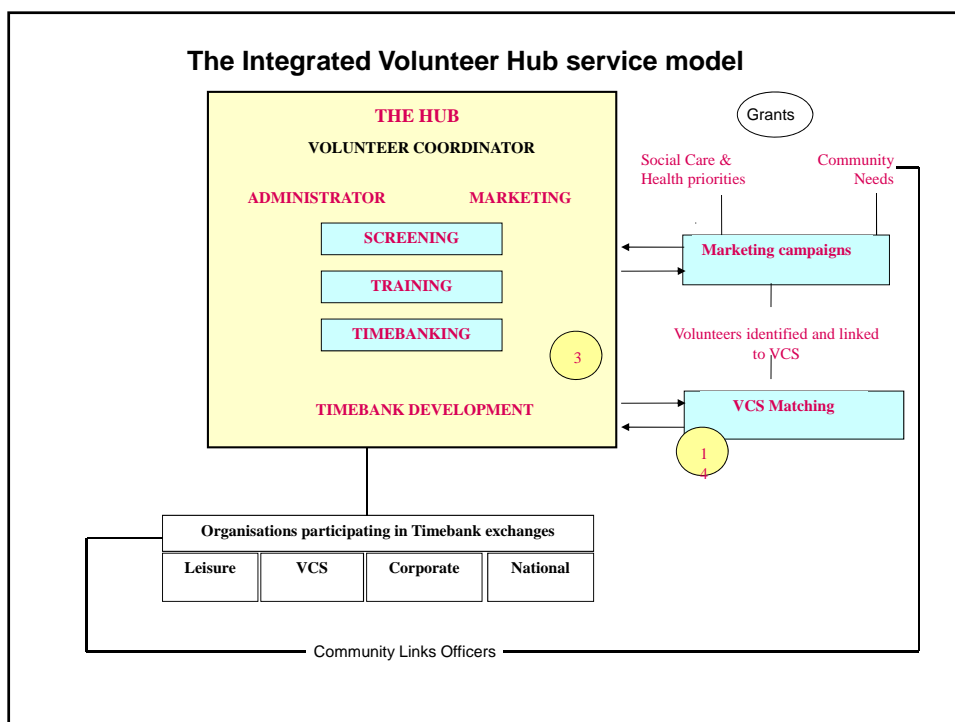 The Integrated Volunteer Hub service model
THE HUB
VOLUNTEER COORDINATOR
ADMINISTRATOR
MARKETING
SCREENING
TRAINING
TIMEBANKING
3
TIMEBANK DEVELOPMENT
Grants
Social Care &
Health priorities
Community
Needs
Marketing campaigns
Volunteers identified and linked
to VCS
VCS Matching
1
4
Organisations participating in Timebank exchanges
Leisure
VCS
Corporate
National
Community Links Officers